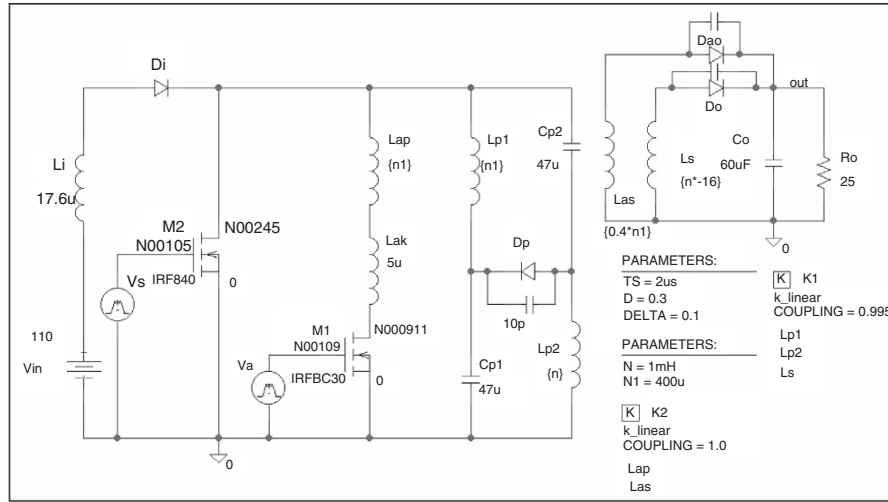 Di
Li
17.6u
M2
N00245
N00105
Vs
IRF840
0
110
Vin
0
Lap
{n1}
Lak
5u
M1
N000911
N00109
Va
IRFBC30
0
Lp1
{n1}
Cp2
47u
Dp
10p
Cp1
47u
Lp2
{n}
Dao
Do
out
Co
60uF
Ro
25
Ls
{n*-16}
Las
{0.4*n1}
0
PARAMETERS:
TS = 2us
D = 0.3
DELTA = 0.1
PARAMETERS:
N = 1mH
N1 = 400u
K K2
k_linear
COUPLING = 1.0
Lap
Las
K K1
k_linear
COUPLING = 0.995
Lp1
Lp2
Ls